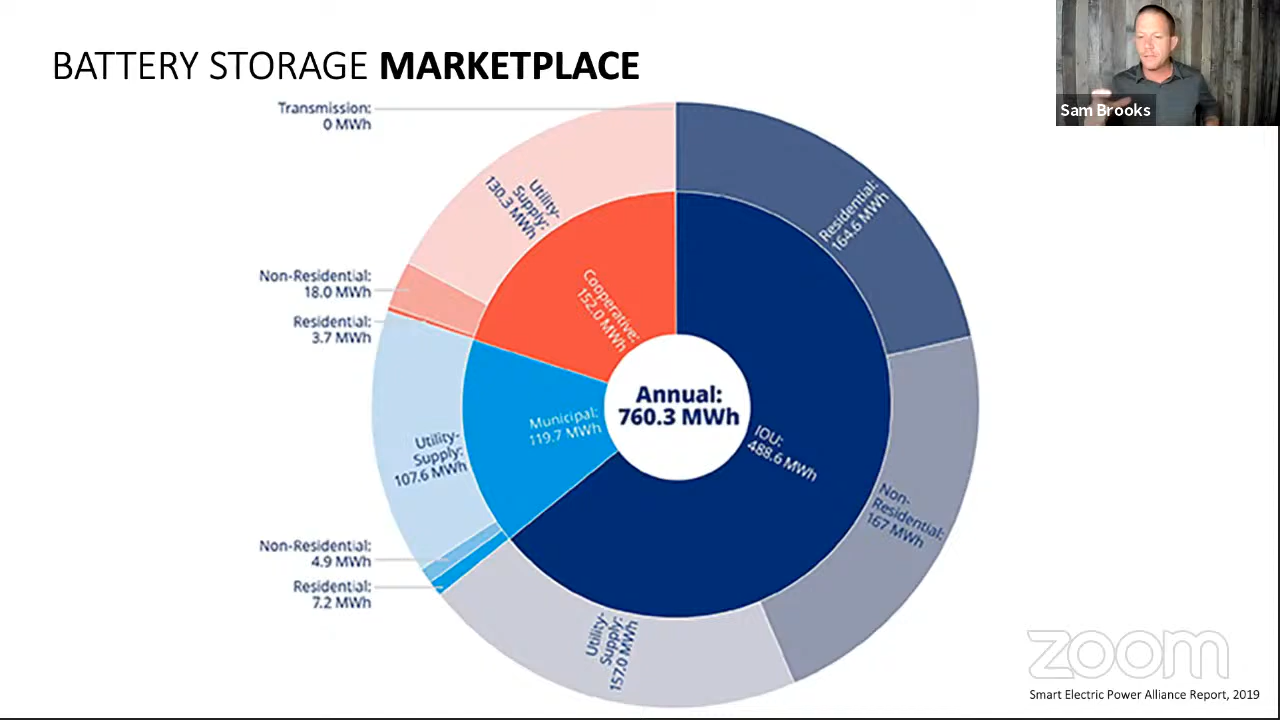 BATTERY STORAGE MARKETPLACE
Sam Brooks
Transmission:
0 MWh
Utility-
Supply:
130.3 MWh
Residential:
164.6 MWh
Non-Residential:
18.0 MWh
Cooperative:
152.0 MWh
Residential:
3.7 MWh
Annual:
760.3 MWh
Municipal:
119.7 MWh
IOU:
488.6 MWh
Utility-
Supply:
107.6 MWh
Non-
Residential:
167 MWh
Non-Residential:
4.9 MWh
Residential:
7.2 MWh
Utility-
Supply:
157.0 MWh
zoom
Smart Electric Power Alliance Report, 2019